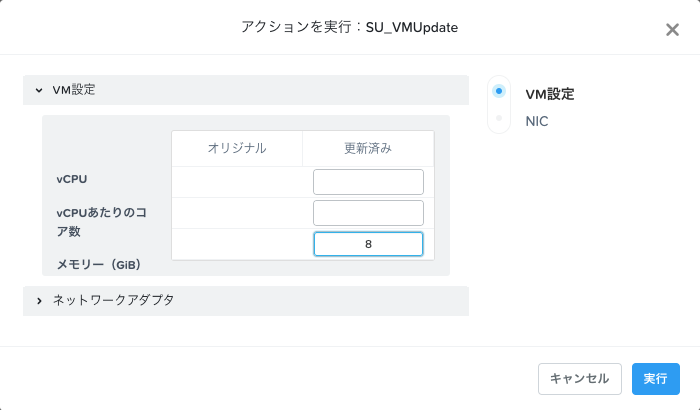 アクションを実行：SU_VMUpdate
VM設定
オリジナル
更新済み
vCPU
vCPUあたりのコ
ア数
メモリー（GiB）
8
ネットワークアダプタ
VM設定
NIC
キャンセル
実行